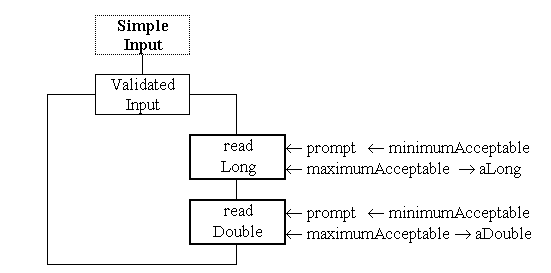 Simple
Input
Validated
Input
read
Long
← prompt ← minimumAcceptable
← maximumAcceptable → aLong
read
Double
← prompt ← minimumAcceptable
← maximumAcceptable → aDouble